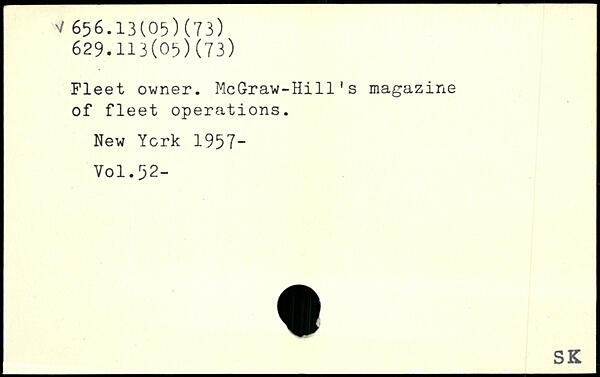 √ 656.13(05)(73)
629.113(05)(73)
Fleet owner. McGraw-Hill's magazine
of fleet operations.
New York 1957-
Vol.52-
SK